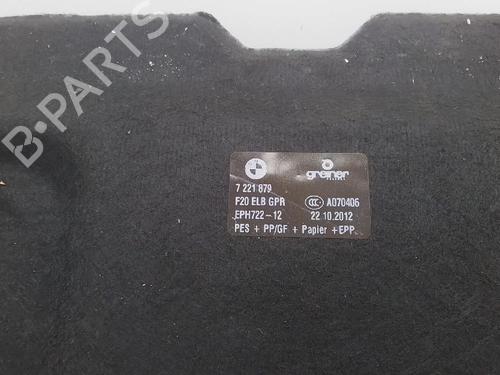 B-PARTS
greiner
7 221 879
F20 ELB GPR
CCC A070406
EPH722-12 22.10.2012
PES + PP/GF + Papier +EPP